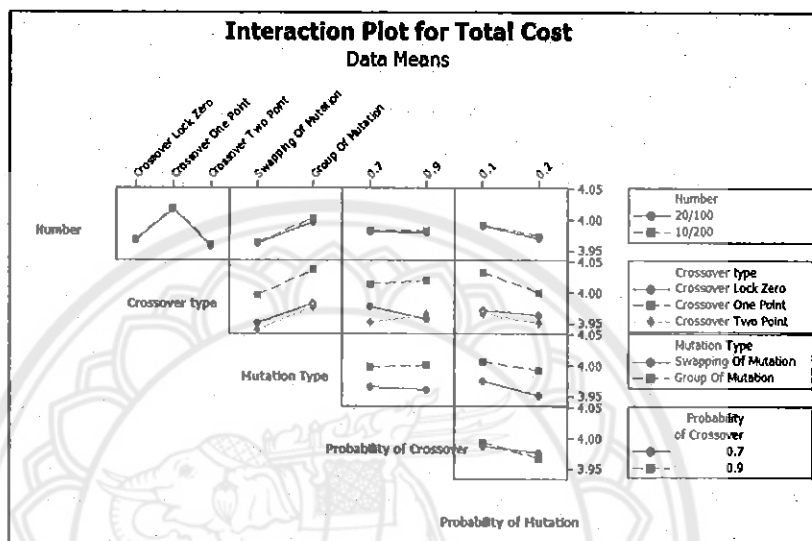 Interaction Plot for Total Cost
Data Means
Crossover Lock Zero
Crossover One Point
Crossover Two Point
Swapping Of Mutation
Group Of Mutation
0.7
0.9
0.1
0.2
Number
4.05
4.00
3.95
Number
20/100
10/200
Crossover type
4.05
4.00
3.95
Crossover type
Crossover Lock Zero
Crossover One Point
Crossover Two Point
Mutation Type
4.05
4.00
3.95
Mutation Type
Swapping Of Mutation
Group Of Mutation
Probability of Crossover
4.05
4.00
3.95
Probability
of Crossover
0.7
0.9
Probability of Mutation